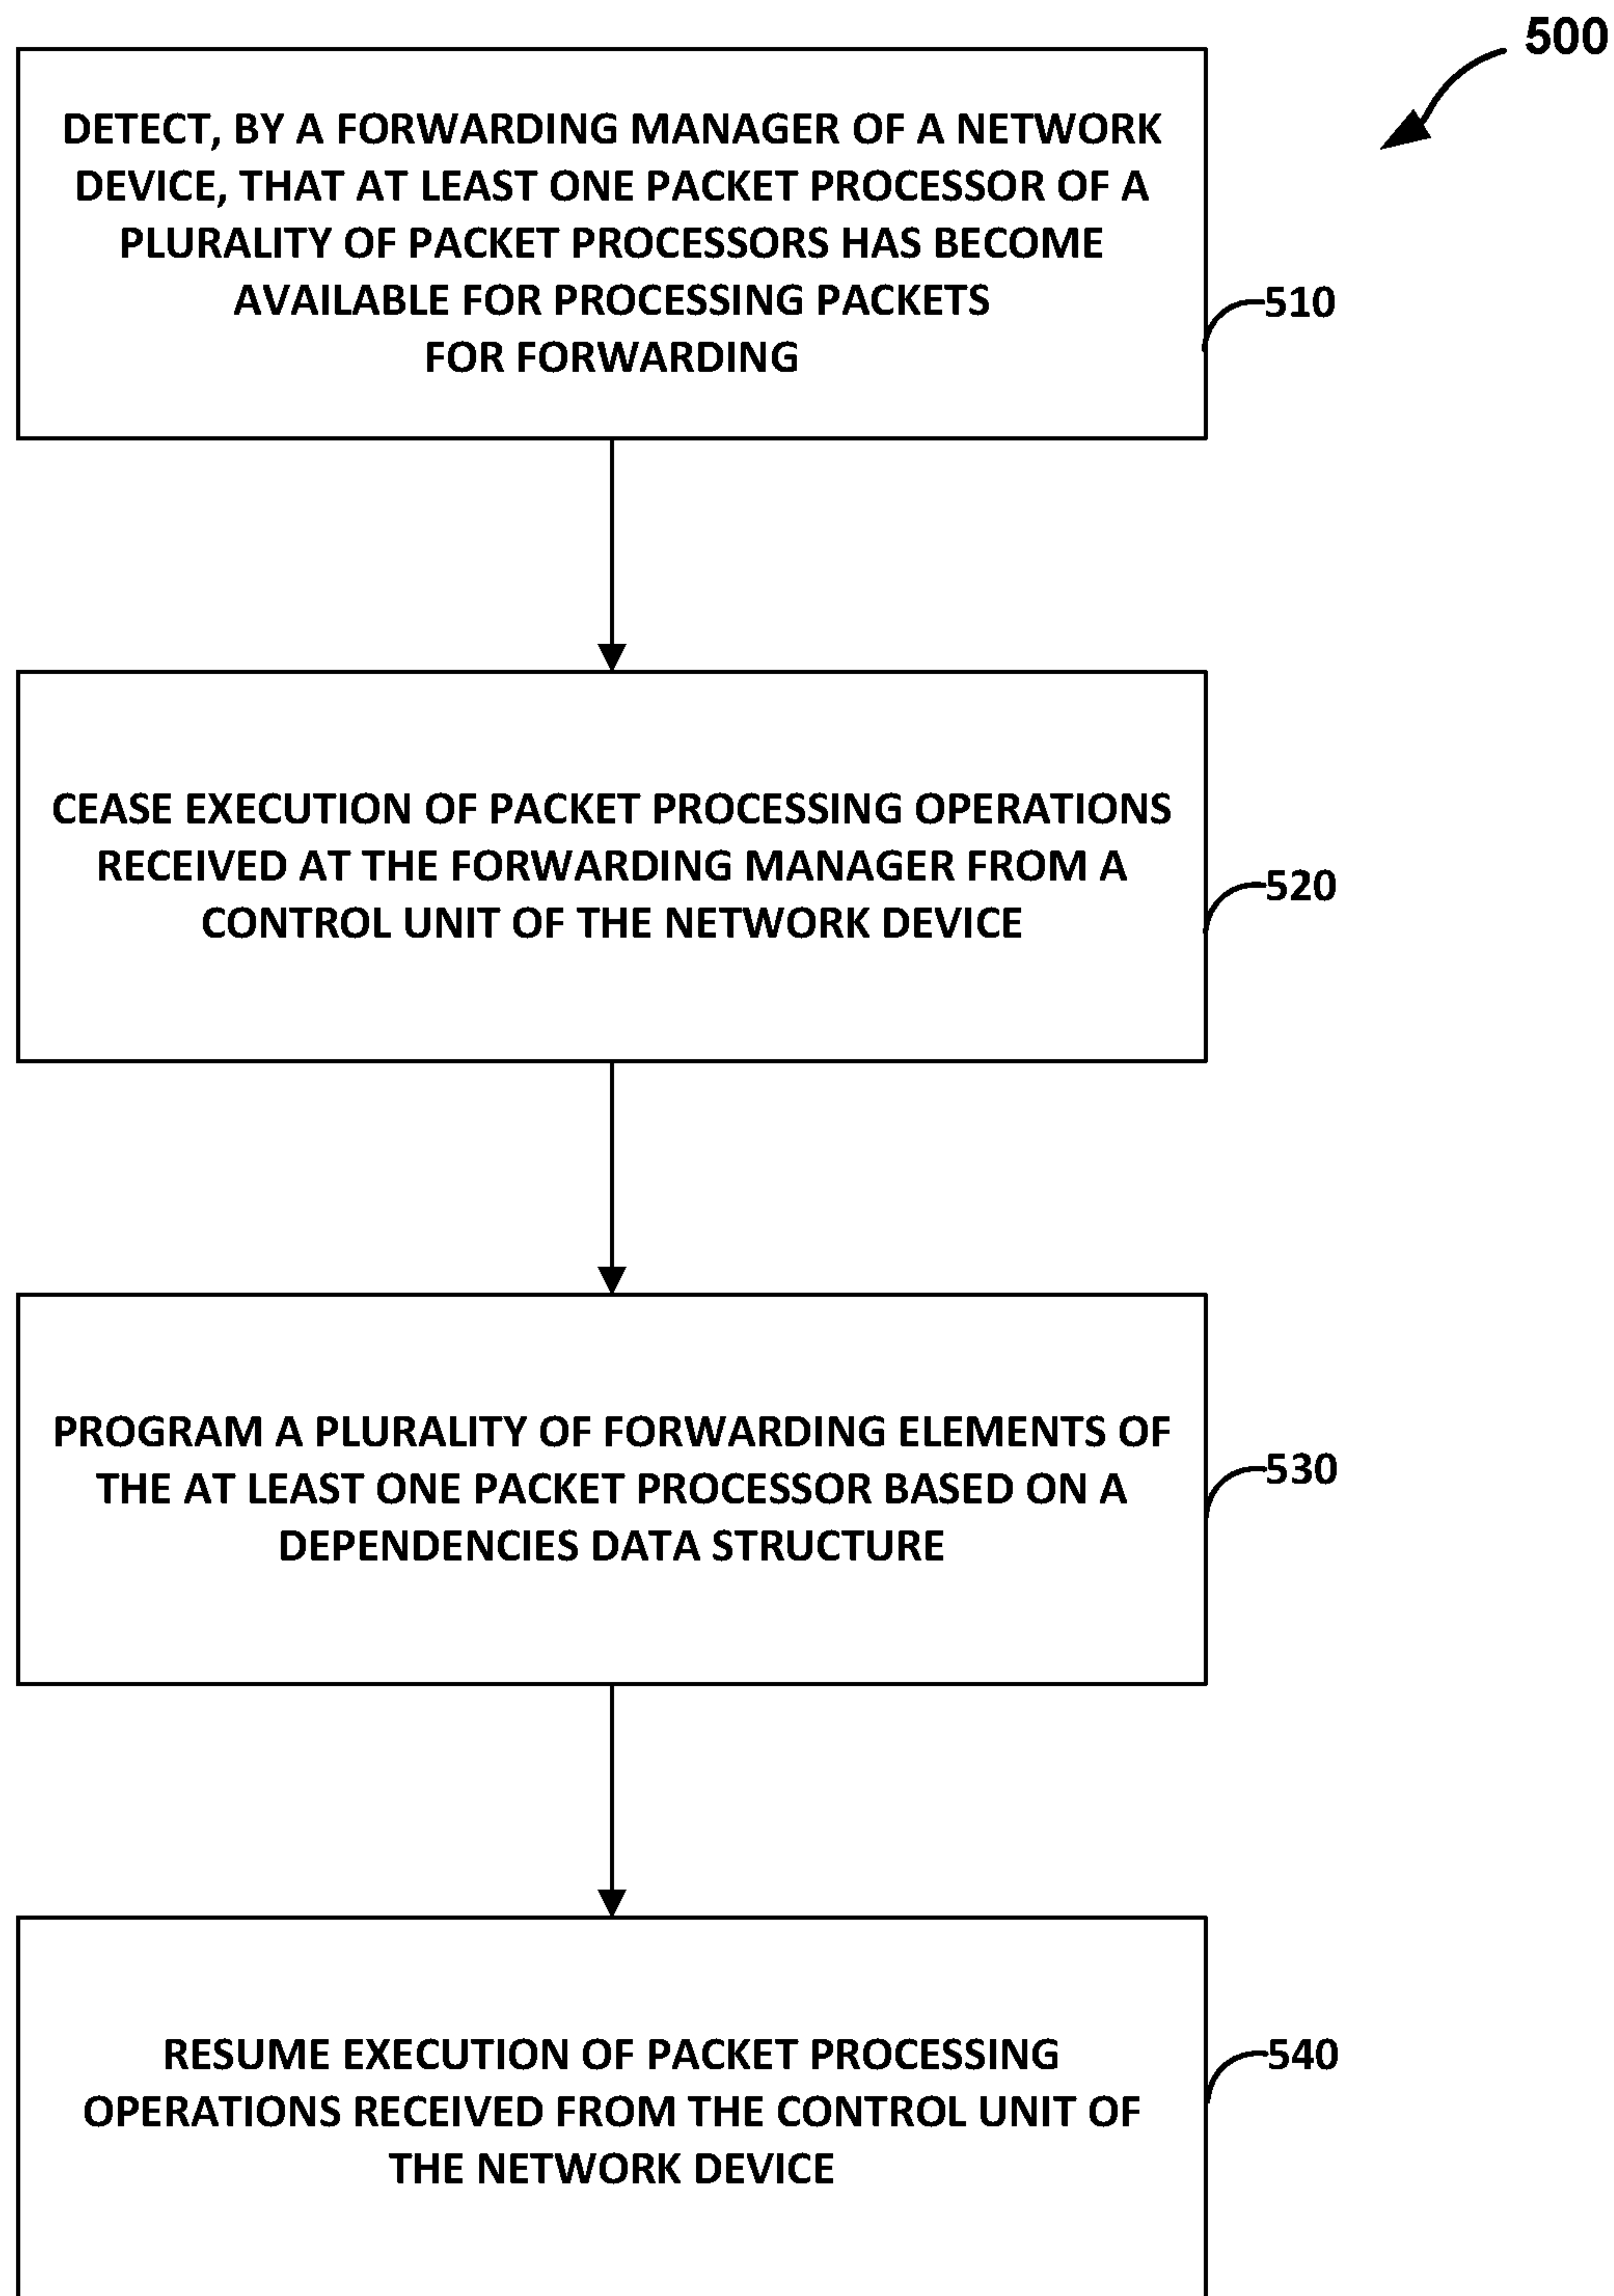 500
DETECT, BY A FORWARDING MANAGER OF A NETWORK
DEVICE, THAT AT LEAST ONE PACKET PROCESSOR OF A
PLURALITY OF PACKET PROCESSORS HAS BECOME
AVAILABLE FOR PROCESSING PACKETS
FOR FORWARDING
510
CEASE EXECUTION OF PACKET PROCESSING OPERATIONS
RECEIVED AT THE FORWARDING MANAGER FROM A
CONTROL UNIT OF THE NETWORK DEVICE
520
PROGRAM A PLURALITY OF FORWARDING ELEMENTS OF
THE AT LEAST ONE PACKET PROCESSOR BASED ON A
DEPENDENCIES DATA STRUCTURE
530
RESUME EXECUTION OF PACKET PROCESSING
OPERATIONS RECEIVED FROM THE CONTROL UNIT OF
THE NETWORK DEVICE
540